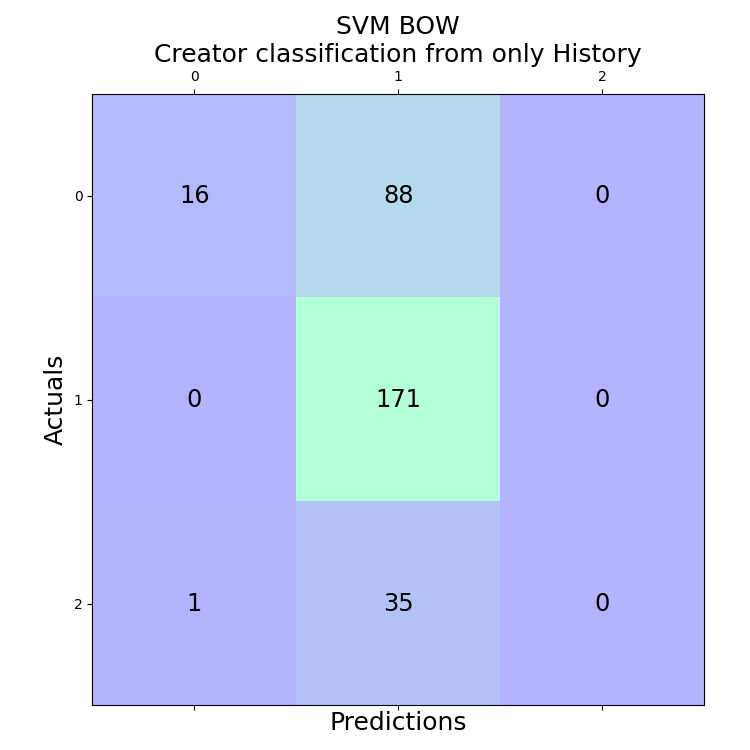 SVM BOW
Creator classification from only History
0 1 2
0 16 88 0
Actuals
1 0 171 0
2 1 35 0
Predictions